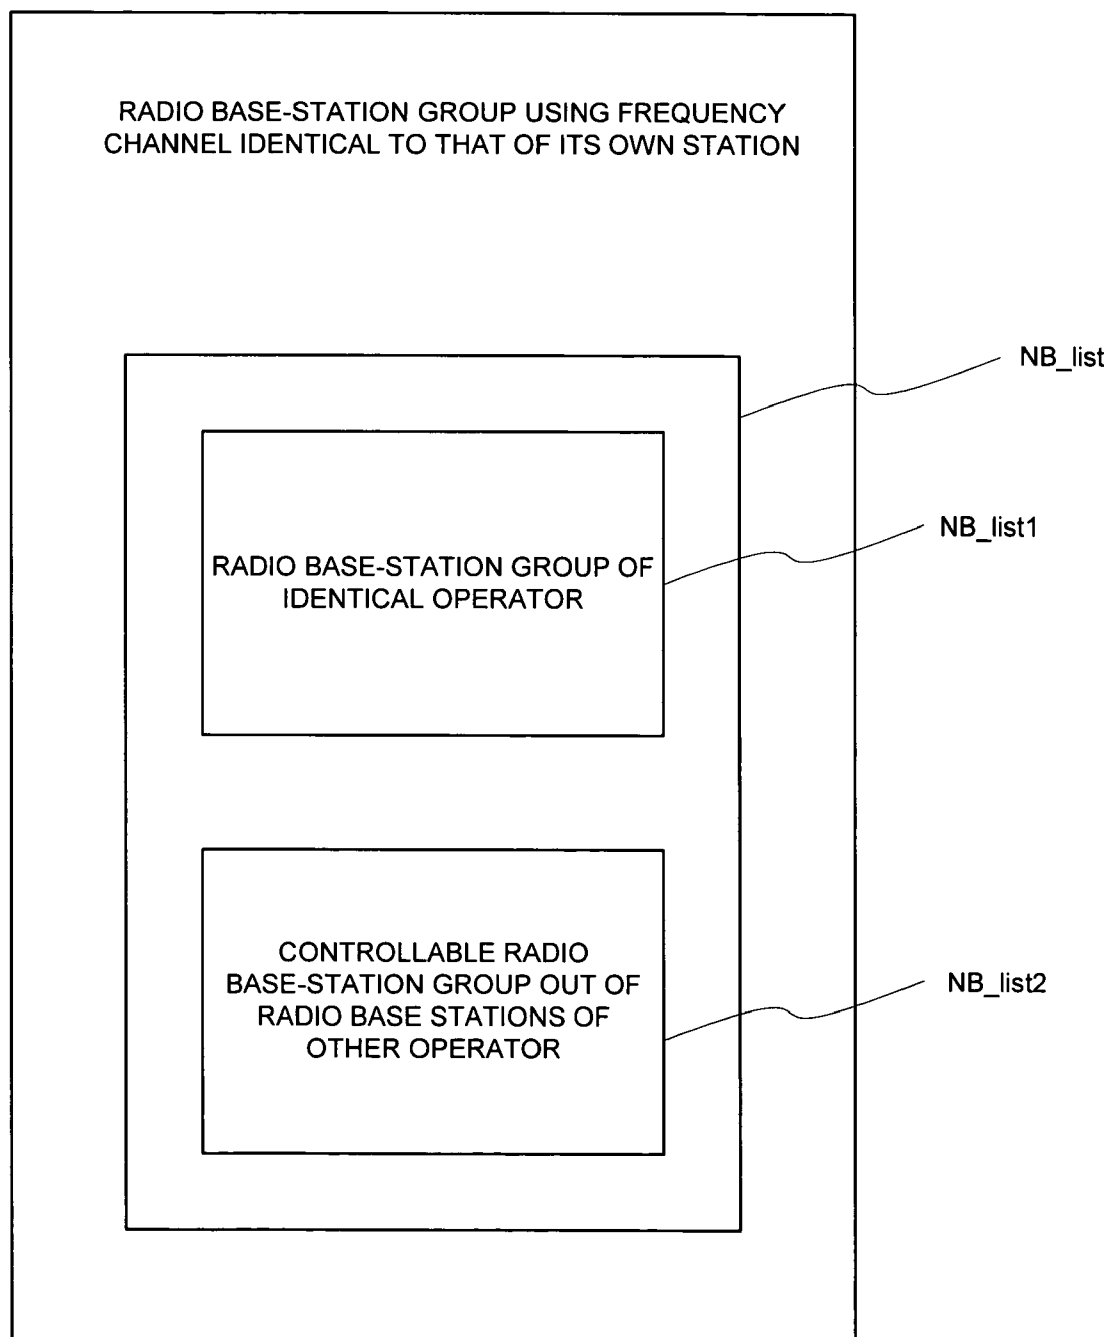 RADIO BASE-STATION GROUP USING FREQUENCY
CHANNEL IDENTICAL TO THAT OF ITS OWN STATION
NB_list
NB_list1
RADIO BASE-STATION GROUP OF
IDENTICAL OPERATOR
CONTROLLABLE RADIO
BASE-STATION GROUP OUT OF
RADIO BASE STATIONS OF
OTHER OPERATOR
NB_list2